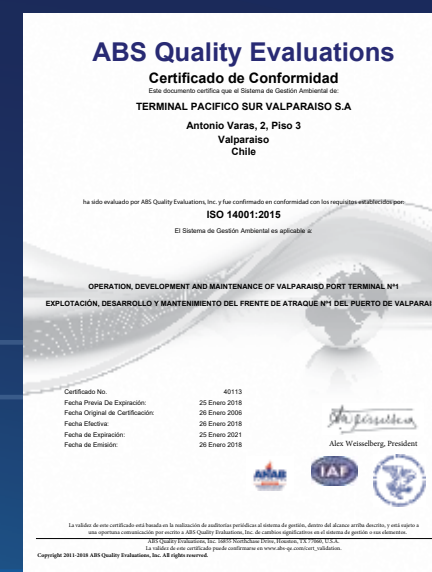 ABS Quality Evaluations
Certificado de Conformidad
Este documento certifica que el Sistema de Gestión Ambiental de:
TERMINAL PACIFICO SUR VALPARAISO S.A
Antonio Varas, 2, Piso 3
Valparaiso
Chile
ha sido evaluado por ABS Quality Evaluations, Inc. y fue confirmado en conformidad con los requisitos establecidos por:
ISO 14001:2015
El Sistema de Gestión Ambiental es aplicable a:
OPERATION, DEVELOPMENT AND MAINTENANCE OF VALPARAISO PORT TERMINAL Nº1
EXPLOTACIÓN, DESARROLLO Y MANTENIMIENTO DEL FRENTE DE ATRAQUE Nº1 DEL PUERTO DE VALPARAIS
Certificado No. 40113
Fecha Previa De Expiración: 25 Enero 2018
Fecha Original de Certificación: 26 Enero 2006
Fecha Efectiva: 26 Enero 2018
Fecha de Expiración: 25 Enero 2021
Fecha de Emisión: 26 Enero 2018
Alex Weisselberg, President
ANAB
IAF
La validez de este certificado está basada en la realización de auditorías periódicas al sistema de gestión, dentro del alcance arriba descrito, y está sujeto a
una oportuna comunicación por escrito a ABS Quality Evaluations, Inc. de cambios significativos en el sistema de gestión o sus elementos.
ABS Quality Evaluations, Inc. 16855 Northchase Drive, Houston, TX 77060, U.S.A.
La validez de este certificado puede confirmarse en www.abs-qe.com/cert_validation.
Copyright 2011-2018 ABS Quality Evaluations, Inc. All rights reserved.